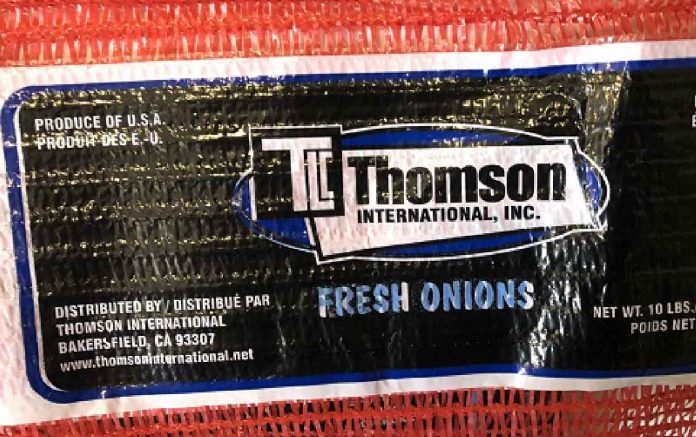 PRODUCE OF U.S.A.
PRODUIT DES E.-U.
TIL Thomson
INTERNATIONAL, INC.
FRESH ONIONS
DISTRIBUTED BY / DISTRIBUÉ PAR
THOMSON INTERNATIONAL
BAKERSFIELD, CA 93307
www.thomsoninternational.net
NET WT. 10 LBS.
POIDS NET